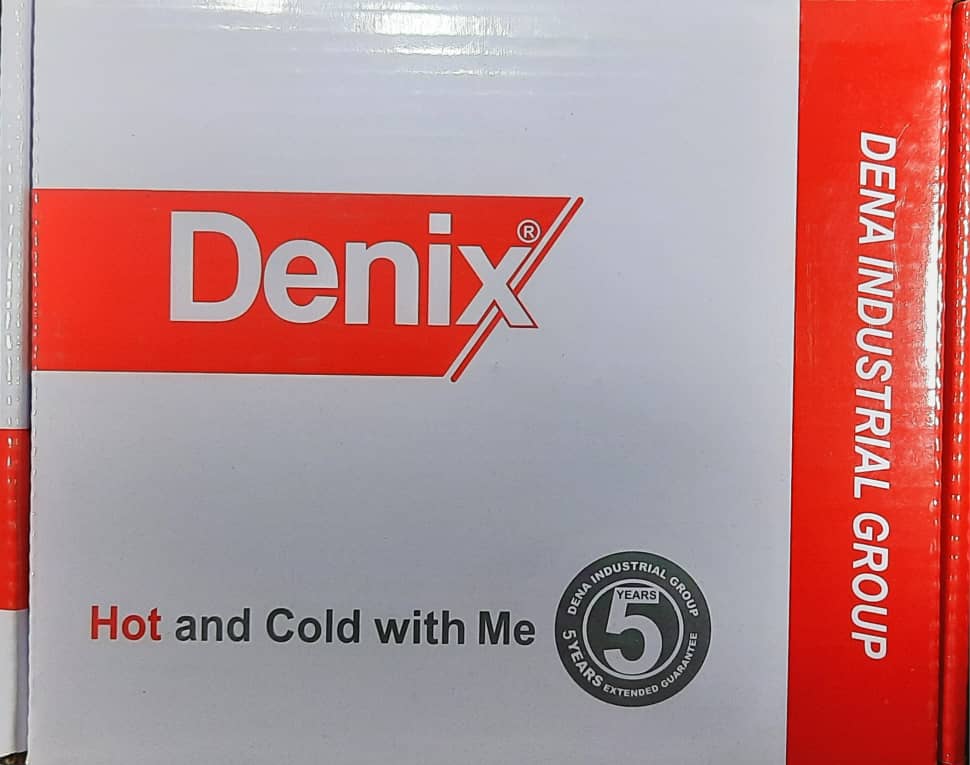 Denix®
Hot and Cold with Me
DENA INDUSTRIAL GROUP
YEARS
5
5 YEARS EXTENDED GUARANTEE
DENA INDUSTRIAL GROUP